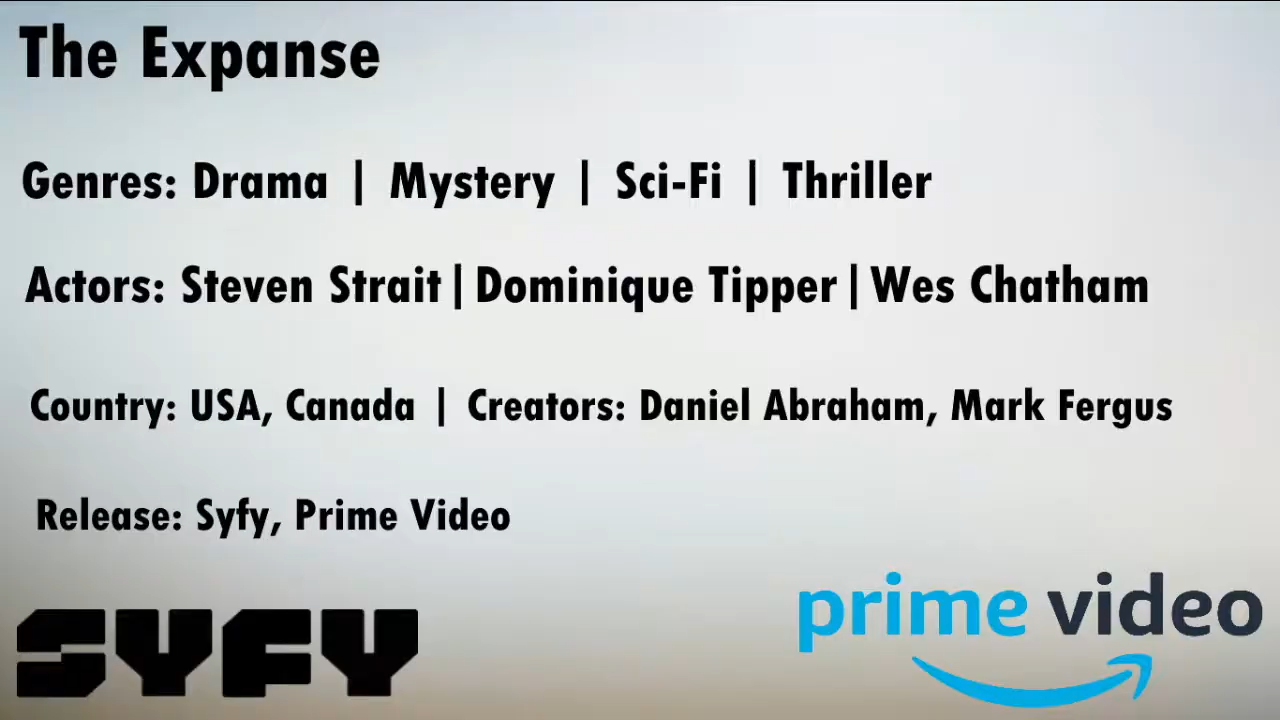 The Expanse
Genres: Drama | Mystery | Sci-Fi | Thriller
Actors: Steven Strait|Dominique Tipper|Wes Chatham
Country: USA, Canada | Creators: Daniel Abraham, Mark Fergus
Release: Syfy, Prime Video
SYFY
prime video